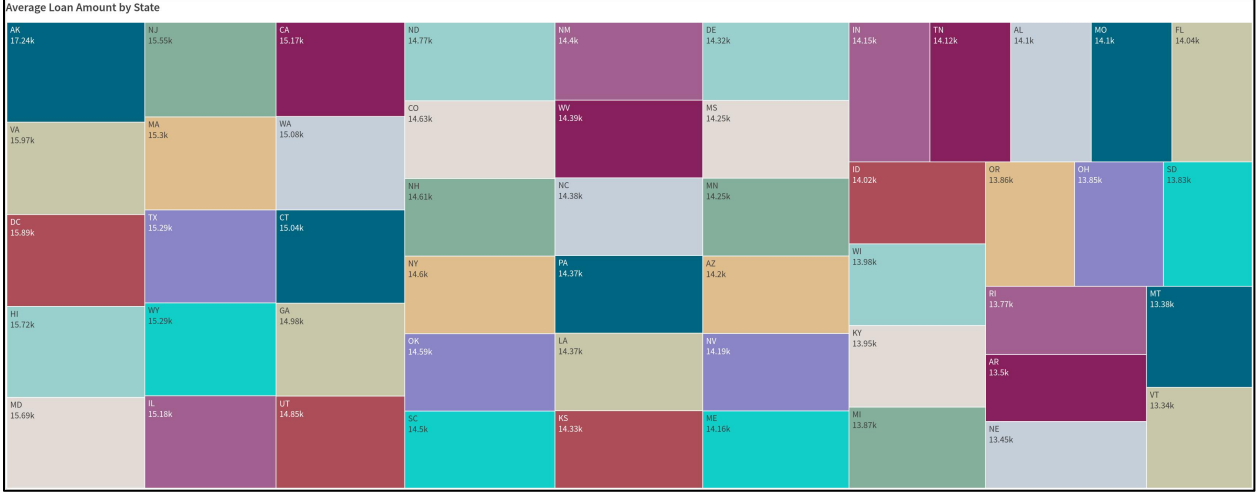 Average Loan Amount by State
AK
17.24k
VA
15.97k
DC
15.89k
HI
15.72k
MD
15.69k
NJ
15.55k
MA
15.3k
TX
15.29k
WY
15.29k
IL
15.18k
CA
15.17k
WA
15.08k
CT
15.04k
GA
14.98k
UT
14.85k
ND
14.77k
CO
14.63k
NH
14.61k
NY
14.6k
OK
14.59k
SC
14.5k
NM
14.4k
WV
14.39k
NC
14.38k
PA
14.37k
LA
14.37k
KS
14.33k
DE
14.32k
MS
14.25k
MN
14.25k
AZ
14.2k
NV
14.19k
ME
14.16k
IN
14.15k
TN
14.12k
AL
14.1k
MO
14.1k
FL
14.04k
ID
14.02k
WI
13.98k
KY
13.95k
MI
13.87k
OR
13.86k
OH
13.85k
SD
13.83k
RI
13.77k
AR
13.5k
NE
13.45k
MT
13.38k
VT
13.34k